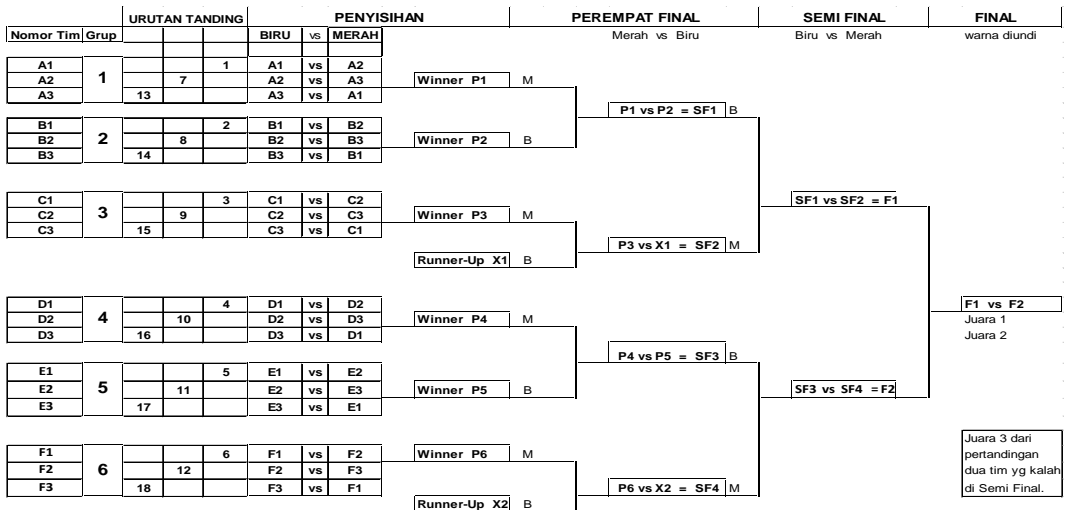 URUTAN TANDING PENYISIHAN PEREMPAT FINAL SEMI FINAL FINAL
Nomor Tim Grup BIRU vs MERAH Merah vs Biru Biru vs Merah warna diundi
A1 1 A1 vs A2
A2 1 7 A2 vs A3 Winner P1 M
A3 13 A3 vs A1
P1 vs P2 = SF1 B
B1 2 B1 vs B2
B2 2 8 B2 vs B3 Winner P2 B
B3 14 B3 vs B1
C1 3 C1 vs C2 SF1 vs SF2 = F1
C2 3 9 C2 vs C3 Winner P3 M
C3 15 C3 vs C1
P3 vs X1 = SF2 M
Runner-Up X1 B
D1 4 D1 vs D2 F1 vs F2
D2 4 10 D2 vs D3 Winner P4 M Juara 1
D3 16 D3 vs D1 Juara 2
P4 vs P5 = SF3 B
E1 5 E1 vs E2
E2 5 11 E2 vs E3 Winner P5 B SF3 vs SF4 = F2
E3 17 E3 vs E1
Juara 3 dari
F1 6 F1 vs F2 Winner P6 M pertandingan
F2 6 12 F2 vs F3 dua tim yg kalah
F3 18 F3 vs F1 P6 vs X2 = SF4 M di Semi Final.
Runner-Up X2 B